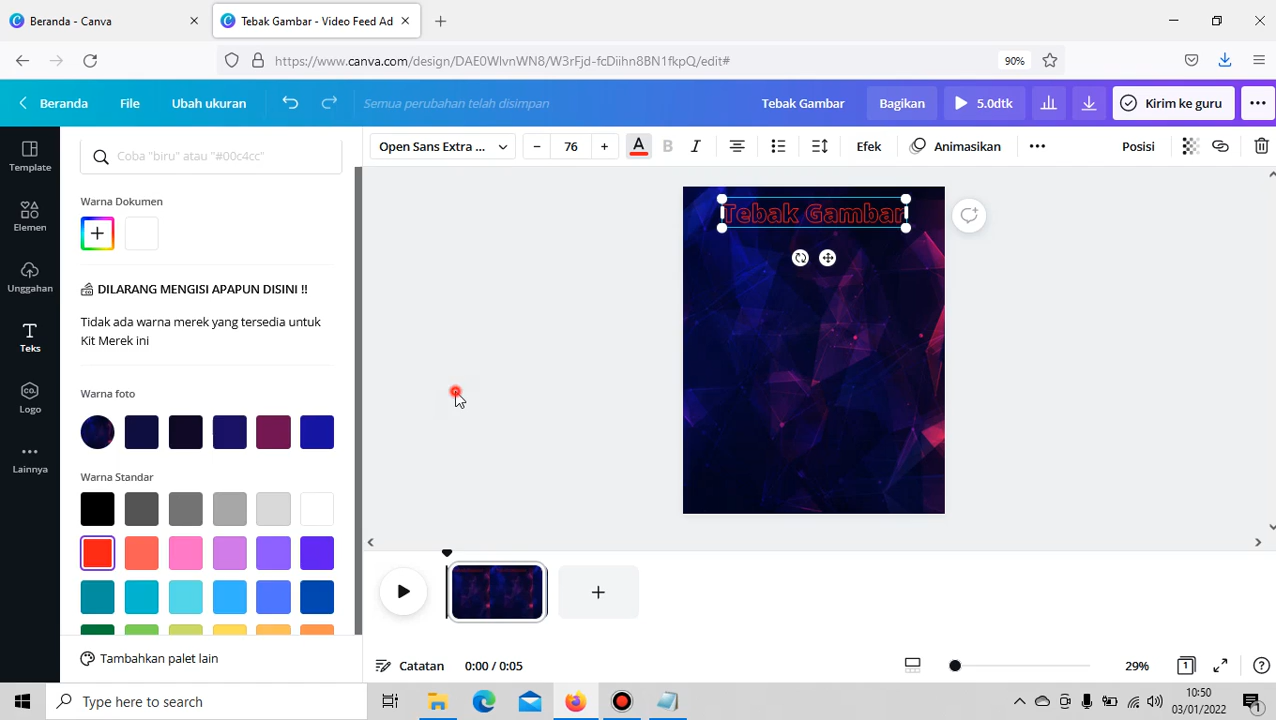 Beranda - Canva
Tebak Gambar - Video Feed Ad
https://www.canva.com/design/DAE0WlvnWN8/W3rFjd-fcDiihn8BN1fkpQ/edit#
90%
Beranda
File
Ubah ukuran
Semua perubahan telah disimpan
Tebak Gambar
Bagikan
5.0dtk
Kirim ke guru
Template
Elemen
Unggahan
Teks
CO.
Logo
Lainnya
Coba "biru" atau "#00c4cc"
Open Sans Extra ...
76
A
B
I
Efek
Animasikan
Posisi
Warna Dokumen
DILARANG MENGISI APAPUN DISINI !!
Tidak ada warna merek yang tersedia untuk
Kit Merek ini
Warna foto
Warna Standar
Tambahkan palet lain
Tebak Gambar
Catatan
0:00 / 0:05
29%
1
Type here to search
10:50
03/01/2022
1